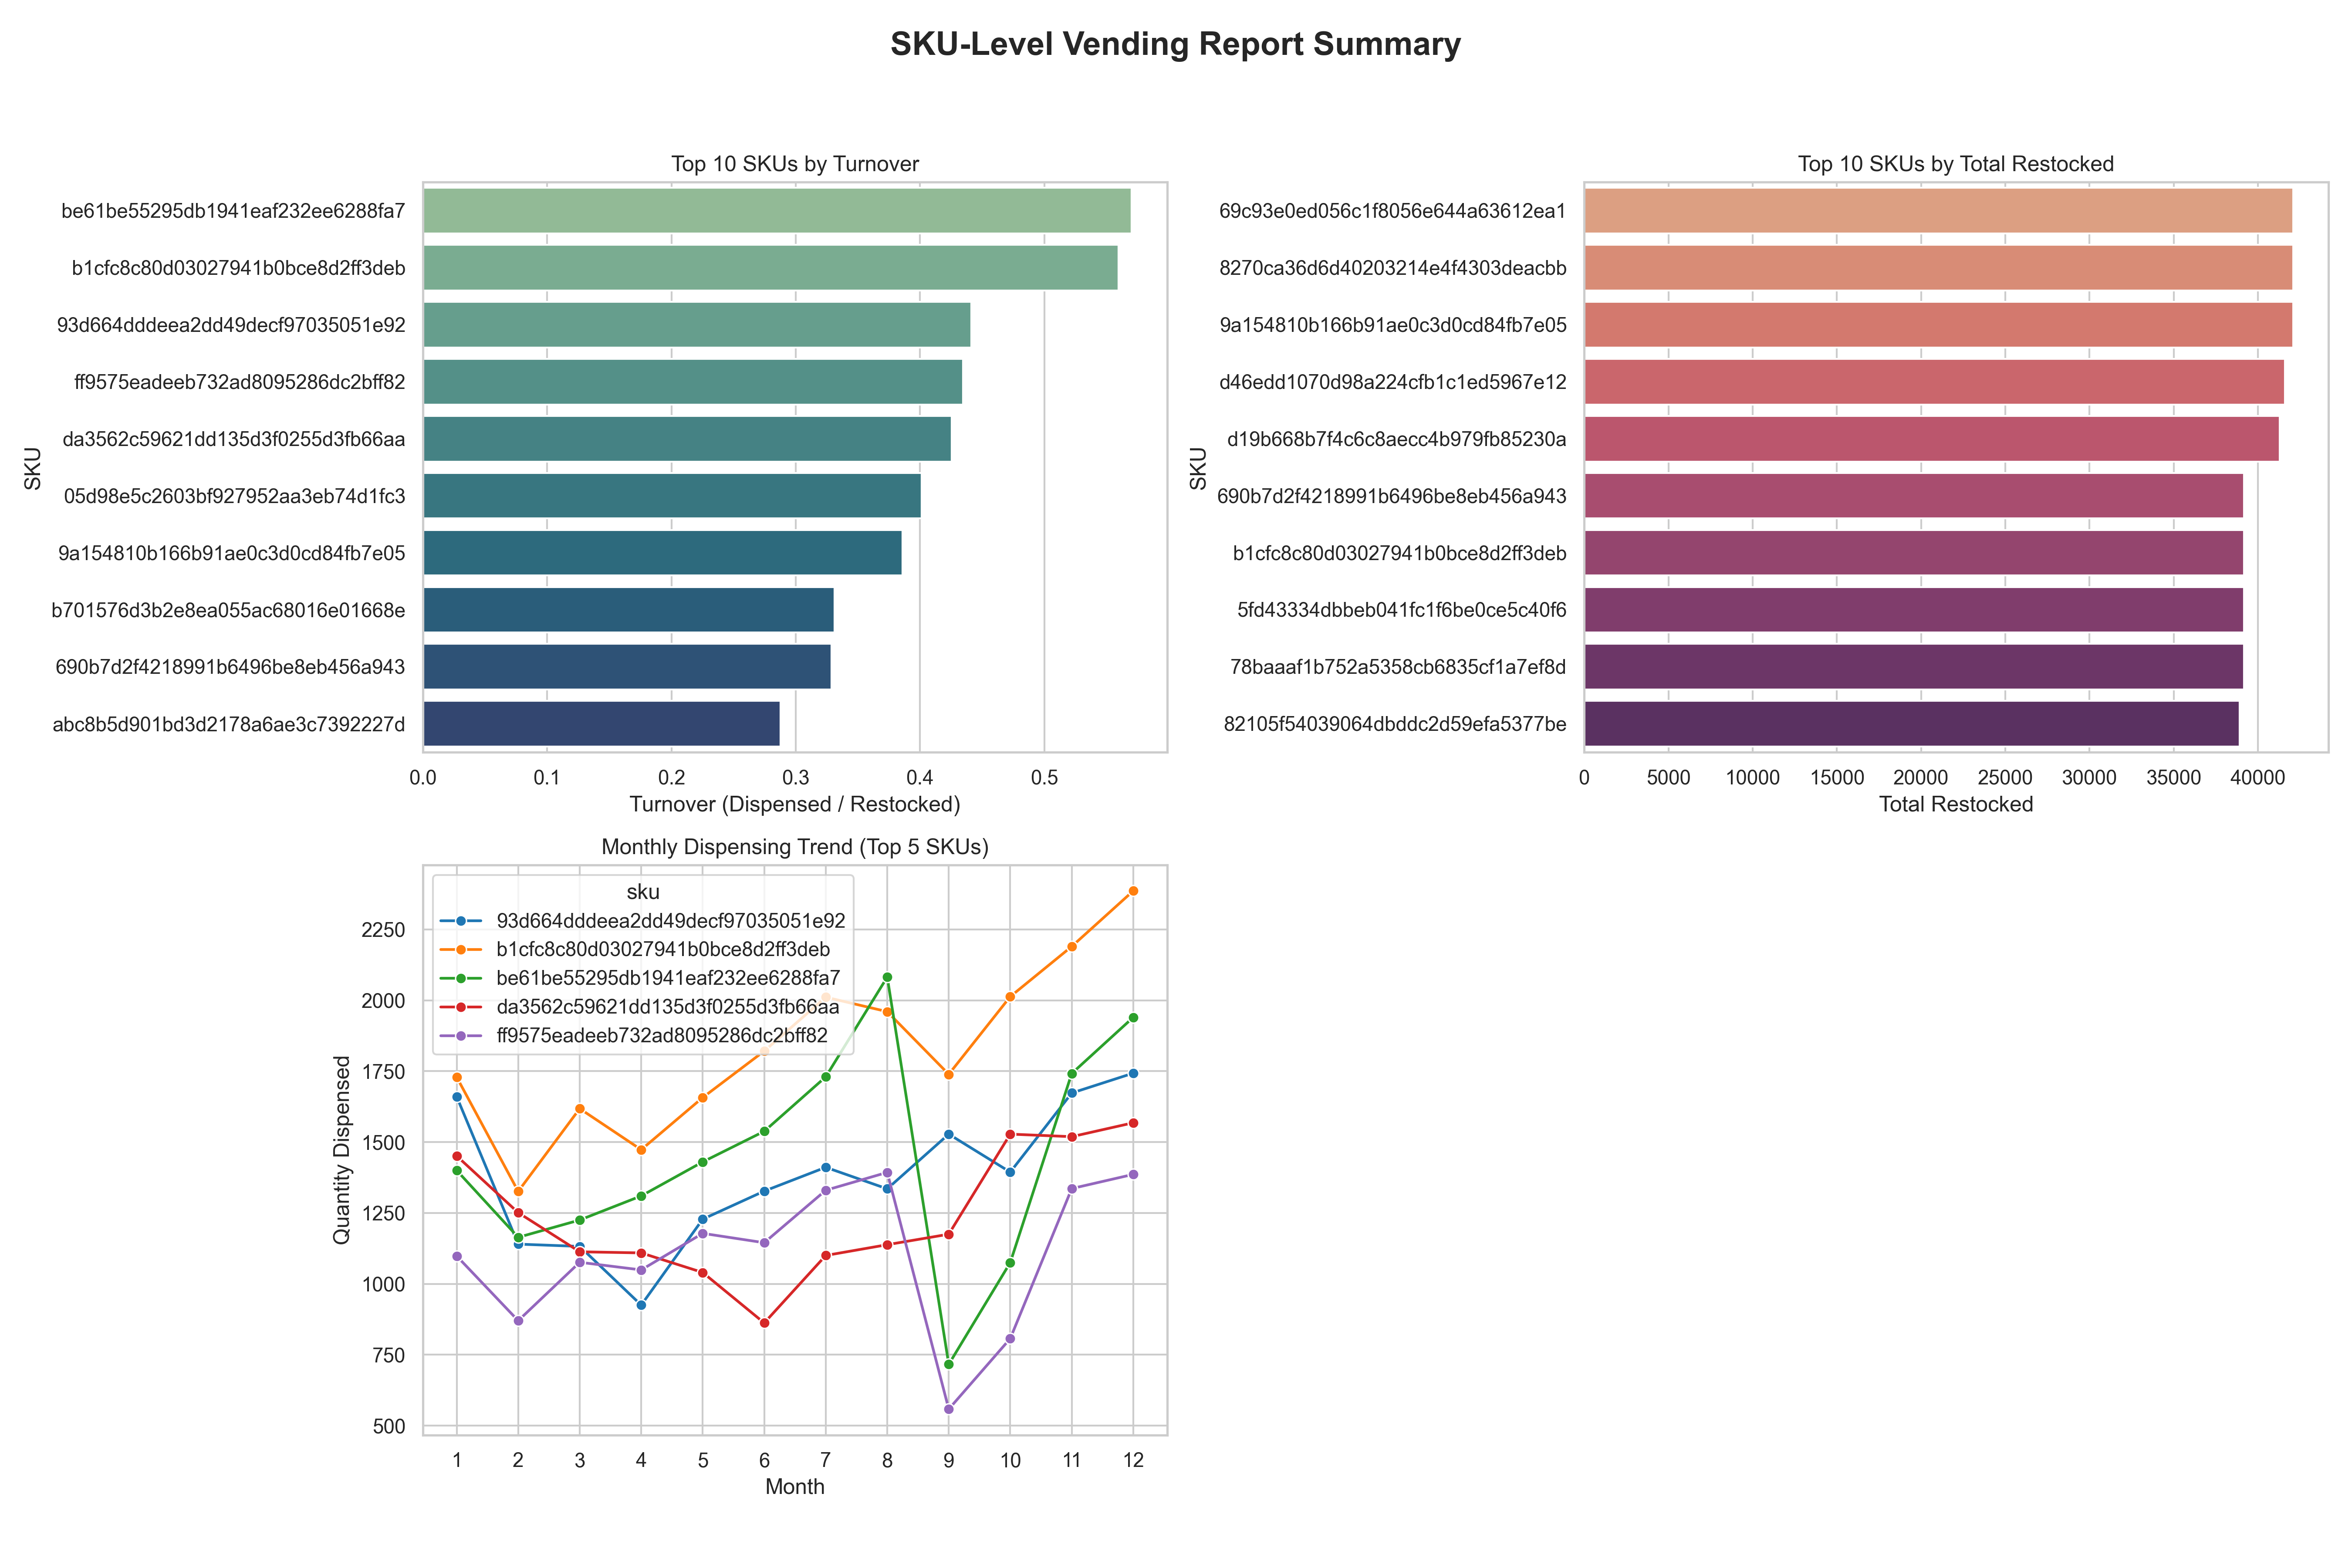 SKU-Level Vending Report Summary
Top 10 SKUs by Turnover
SKU
be61be55295db1941eaf232ee6288fa7
b1cfc8c80d03027941b0bce8d2ff3deb
93d664dddeea2dd49decf97035051e92
ff9575eadeeb732ad8095286dc2bff82
da3562c59621dd135d3f0255d3fb66aa
05d98e5c2603bf927952aa3eb74d1fc3
9a154810b166b91ae0c3d0cd84fb7e05
b701576d3b2e8ea055ac68016e01668e
690b7d2f4218991b6496be8eb456a943
abc8b5d901bd3d2178a6ae3c7392227d
0.0 0.1 0.2 0.3 0.4 0.5
Turnover (Dispensed / Restocked)
Top 10 SKUs by Total Restocked
SKU
69c93e0ed056c1f8056e644a63612ea1
8270ca36d6d40203214e4f4303deacbb
9a154810b166b91ae0c3d0cd84fb7e05
d46edd1070d98a224cfb1c1ed5967e12
d19b668b7f4c6c8aecc4b979fb85230a
690b7d2f4218991b6496be8eb456a943
b1cfc8c80d03027941b0bce8d2ff3deb
5fd43334dbbeb041fc1f6be0ce5c40f6
78baaaf1b752a5358cb6835cf1a7ef8d
82105f54039064dbddc2d59efa5377be
0 5000 10000 15000 20000 25000 30000 35000 40000
Total Restocked
Monthly Dispensing Trend (Top 5 SKUs)
sku
93d664dddeea2dd49decf97035051e92
b1cfc8c80d03027941b0bce8d2ff3deb
be61be55295db1941eaf232ee6288fa7
da3562c59621dd135d3f0255d3fb66aa
ff9575eadeeb732ad8095286dc2bff82
Quantity Dispensed
2250
2000
1750
1500
1250
1000
750
500
1 2 3 4 5 6 7 8 9 10 11 12
Month